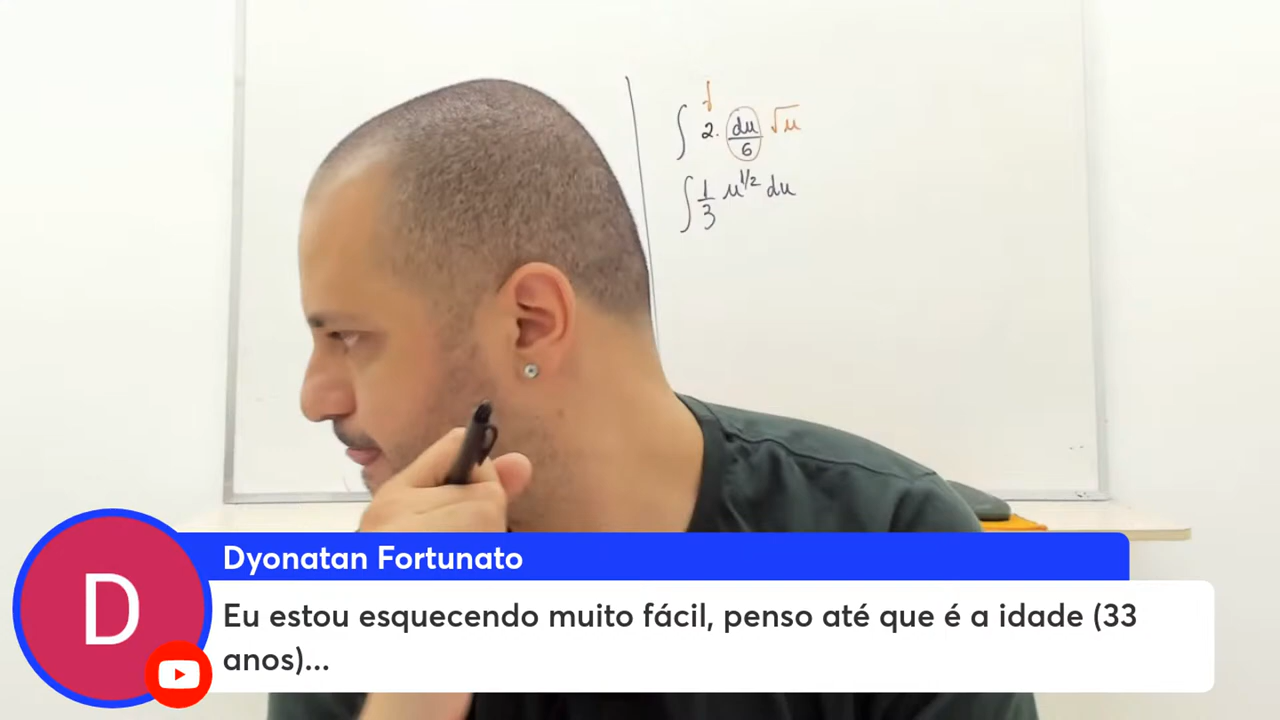 ∫ 2. du/6 √u
∫ 1/3 u^1/2 du
Dyonatan Fortunato
D
Eu estou esquecendo muito fácil, penso até que é a idade (33
anos)...